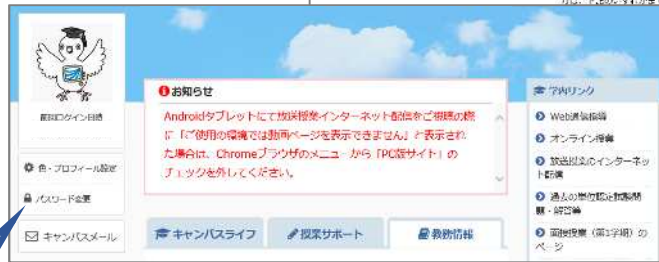 前回ログイン日時
色・プロフィール設定
パスワード変更
キャンパスメール
お知らせ
Androidタブレットにて放送授業インターネット配信をご視聴の際
に「ご使用の環境では動画ページを表示できません」と表示され
た場合は、Chromeブラウザのメニューから「PC版サイト」の
チェックを外してください。
キャンパスライフ
授業サポート
教務情報
学内リンク
Web通信指導
オンライン授業
放送授業のインターネッ
ト配信
過去の単位認定試験問
題・解答等
面接授業（第1学期）の
ページ